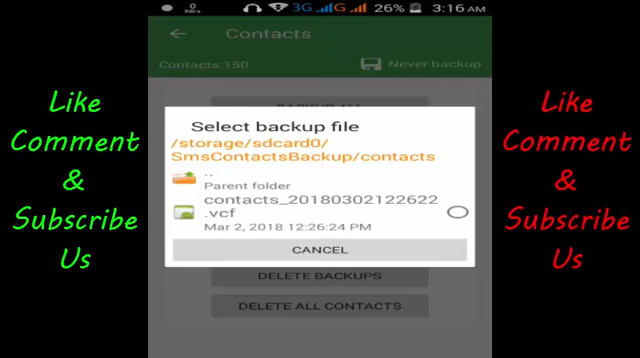 0
KB/s
3G
G
26%
3:16 AM
Contacts
Contacts:150
Never backup
Like
Comment
&
Subscribe
Us
Select backup file
/storage/sdcard0/
SmsContactsBackup/contacts
..
Parent folder
contacts_20180302122622
.vcf
Mar 2, 2018 12:26:24 PM
CANCEL
DELETE BACKUPS
DELETE ALL CONTACTS
Like
Comment
&
Subscribe
Us